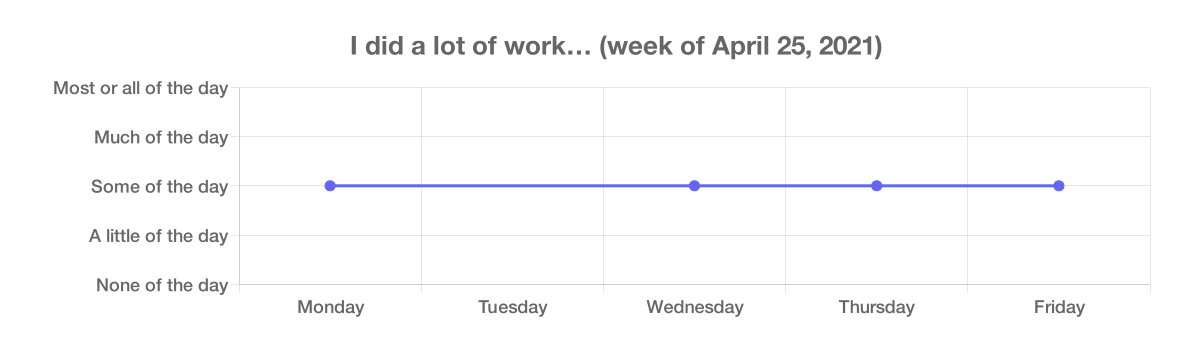 I did a lot of work… (week of April 25, 2021)
Most or all of the day
Much of the day
Some of the day
A little of the day
None of the day
Monday Tuesday Wednesday Thursday Friday